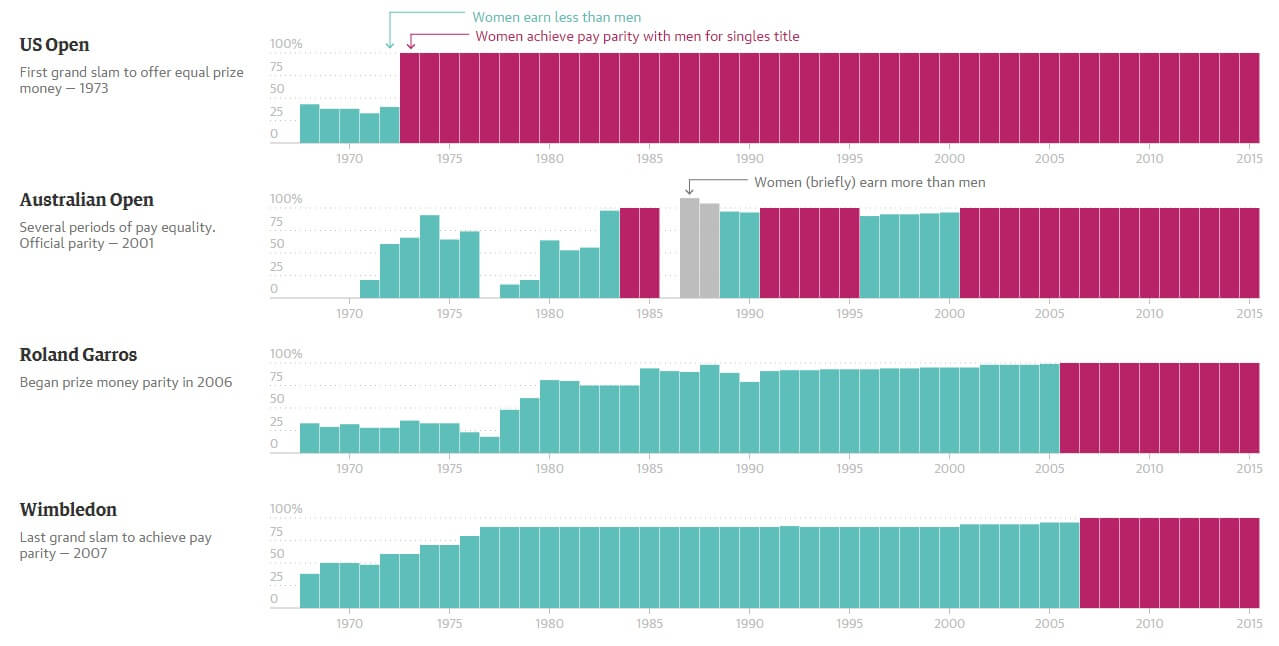 Women earn less than men
Women achieve pay parity with men for singles title
US Open
First grand slam to offer equal prize
money — 1973
100%
75
50
25
0
1970 1975 1980 1985 1990 1995 2000 2005 2010 2015
Women (briefly) earn more than men
Australian Open
Several periods of pay equality.
Official parity — 2001
100%
75
50
25
0
1970 1975 1980 1985 1990 1995 2000 2005 2010 2015
Roland Garros
Began prize money parity in 2006
100%
75
50
25
0
1970 1975 1980 1985 1990 1995 2000 2005 2010 2015
Wimbledon
Last grand slam to achieve pay
parity — 2007
100%
75
50
25
0
1970 1975 1980 1985 1990 1995 2000 2005 2010 2015